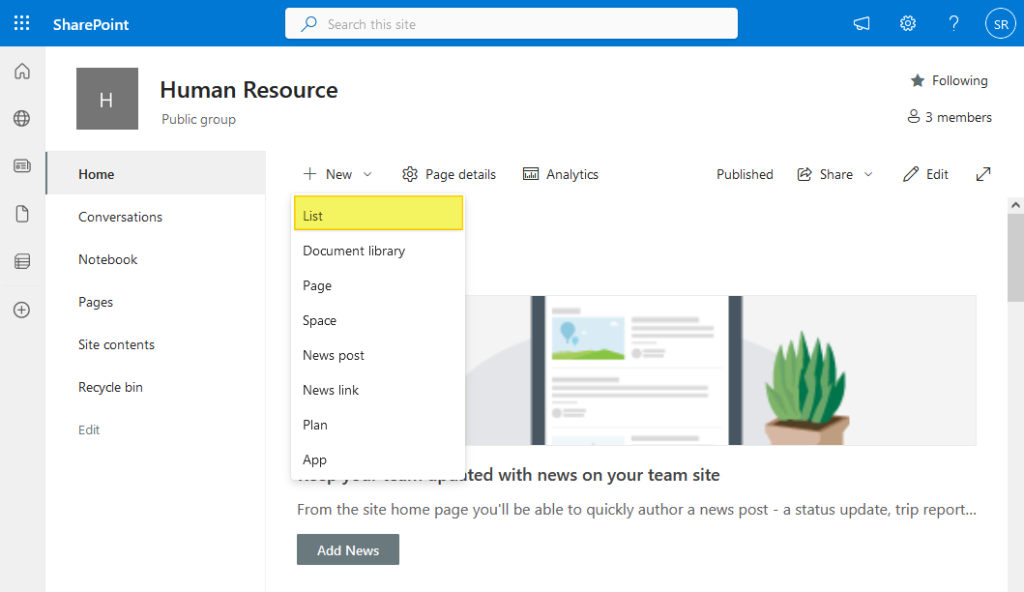 SharePoint
Search this site
SR
H
Human Resource
Public group
Following
3 members
Home
Conversations
Notebook
Pages
Site contents
Recycle bin
Edit
New
Page details
Analytics
Published
Share
Edit
List
Document library
Page
Space
News post
News link
Plan
App
Keep your team updated with news on your team site
From the site home page you'll be able to quickly author a news post - a status update, trip report...
Add News